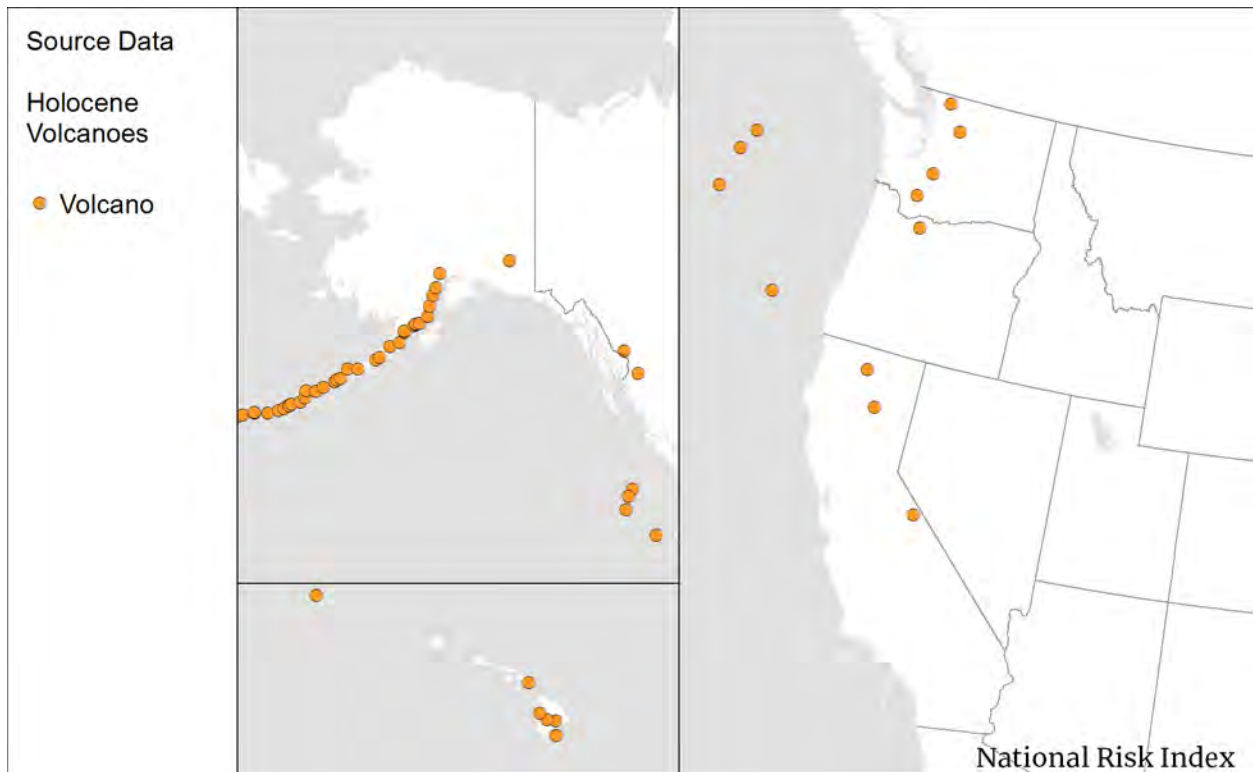 Source Data
Holocene
Volcanoes
Volcano
National Risk Index